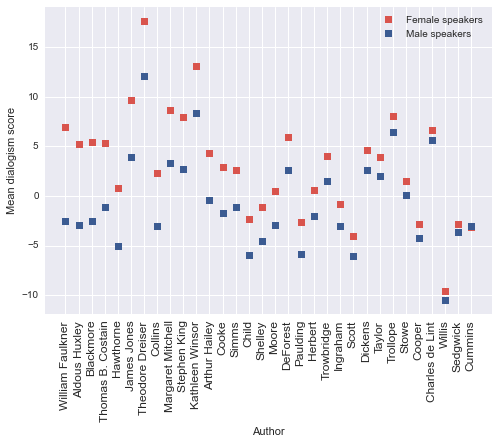 Female speakers
Male speakers
Mean dialogism score
15
10
5
0
−5
−10
William Faulkner
Aldous Huxley
Blackmore
Thomas B. Costain
Hawthorne
James Jones
Theodore Dreiser
Collins
Margaret Mitchell
Stephen King
Kathleen Winsor
Arthur Hailey
Cooke
Simms
Child
Shelley
Moore
DeForest
Paulding
Herbert
Trowbridge
Ingraham
Scott
Dickens
Taylor
Trollope
Stowe
Cooper
Charles de Lint
Willis
Sedgwick
Cummins
Author